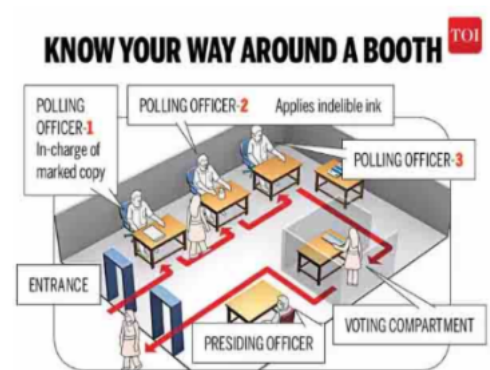 KNOW YOUR WAY AROUND A BOOTH
TOI
POLLING
OFFICER-1
In-charge of
marked copy
POLLING OFFICER-2 Applies indelible ink
POLLING OFFICER-3
ENTRANCE
VOTING COMPARTMENT
PRESIDING OFFICER